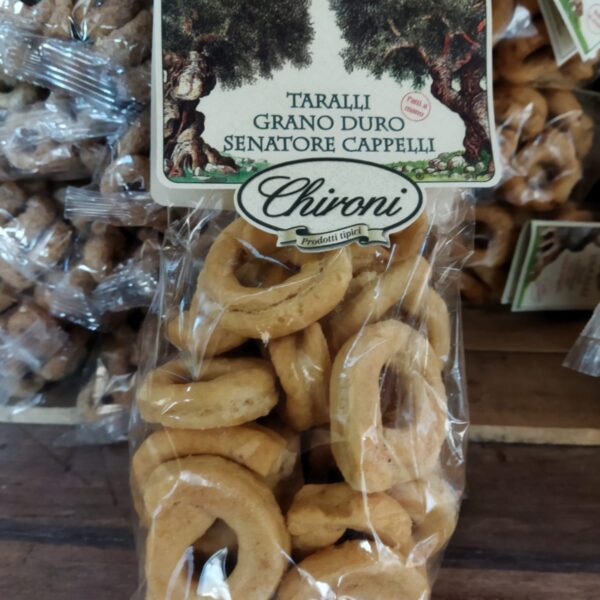 TARALLI
GRANO DURO
SENATORE CAPPELLI
Fatti a
mano
Chironi
Prodotti tipici